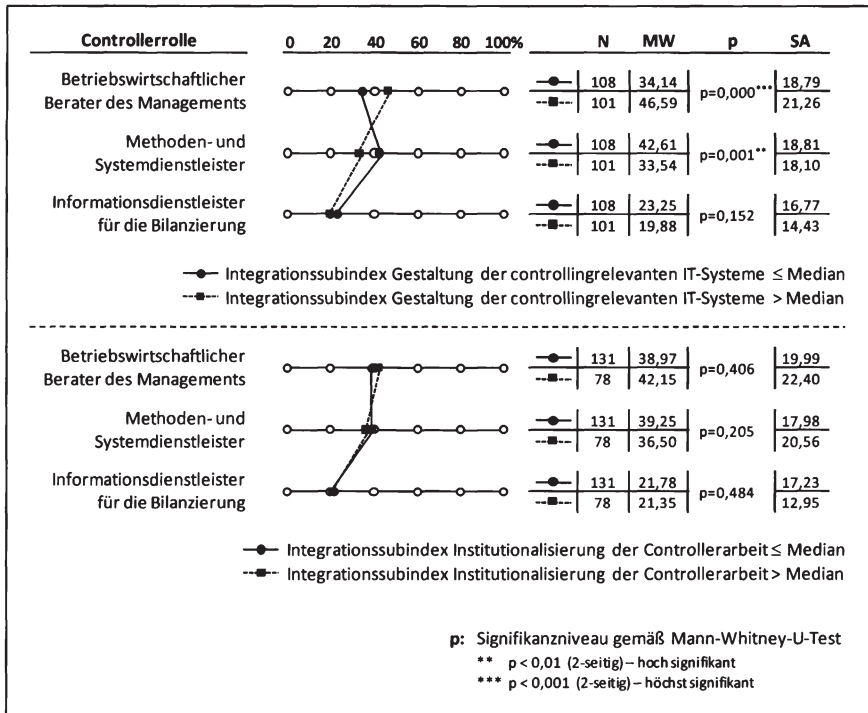 Controllerrolle 0 20 40 60 80 100% N MW p SA
Betriebswirtschaftlicher 108 34,14 18,79
Berater des Managements p=0,000*** 101 46,59 21,26
Methoden- und 108 42,61 18,81
Systemdienstleister p=0,001** 101 33,54 18,10
Informationsdienstleister 108 23,25 16,77
für die Bilanzierung p=0,152 101 19,88 14,43
Integrationssubindex Gestaltung der controllingrelevanten IT-Systeme ≤ Median
Integrationssubindex Gestaltung der controllingrelevanten IT-Systeme > Median
Betriebswirtschaftlicher 131 38,97 19,99
Berater des Managements p=0,406 78 42,15 22,40
Methoden- und 131 39,25 17,98
Systemdienstleister p=0,205 78 36,50 20,56
Informationsdienstleister 131 21,78 17,23
für die Bilanzierung p=0,484 78 21,35 12,95
Integrationssubindex Institutionalisierung der Controllerarbeit ≤ Median
Integrationssubindex Institutionalisierung der Controllerarbeit > Median
p: Signifikanzniveau gemäß Mann-Whitney-U-Test
** p < 0,01 (2-seitig) – hoch signifikant
*** p < 0,001 (2-seitig) – höchst signifikant